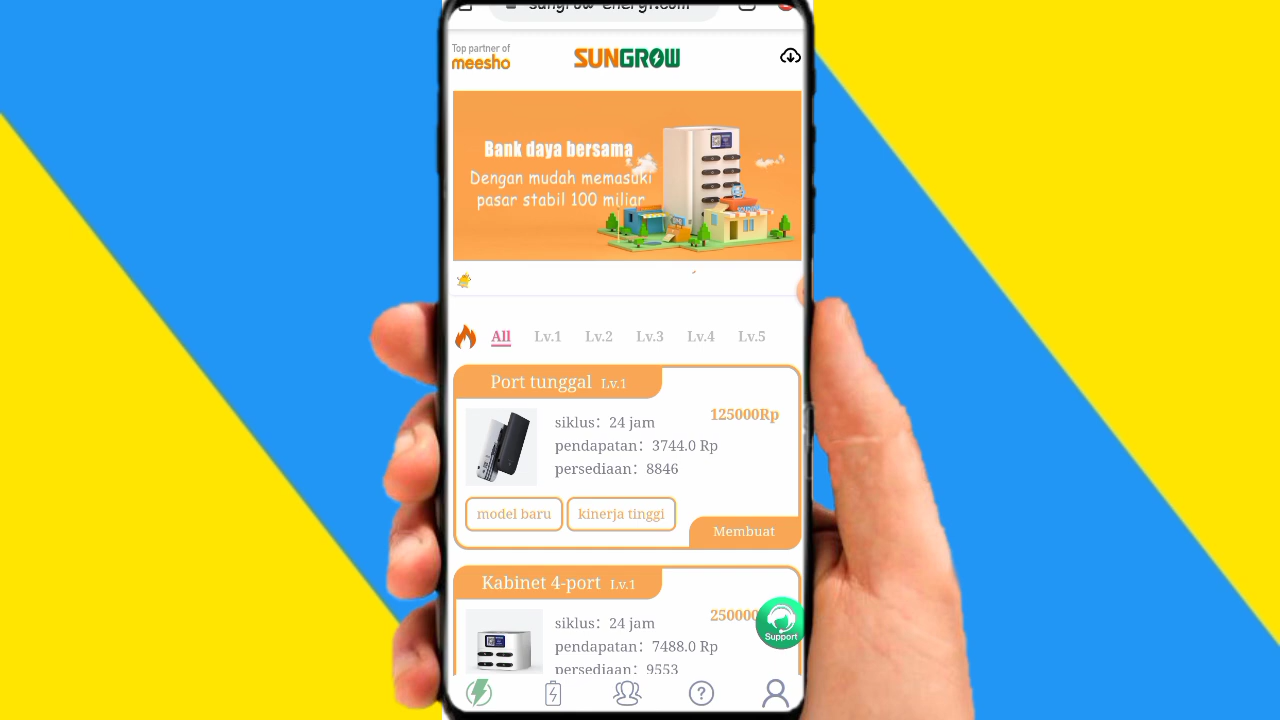 Top partner of
meesho
SUNGROW
Bank daya bersama
Dengan mudah memasuki
pasar stabil 100 miliar
All Lv.1 Lv.2 Lv.3 Lv.4 Lv.5
Port tunggal Lv.1
125000Rp
siklus：24 jam
pendapatan：3744.0 Rp
persediaan：8846
model baru kinerja tinggi
Membuat
Kabinet 4-port Lv.1
siklus：24 jam
pendapatan：7488.0 Rp
persediaan：9553
Support